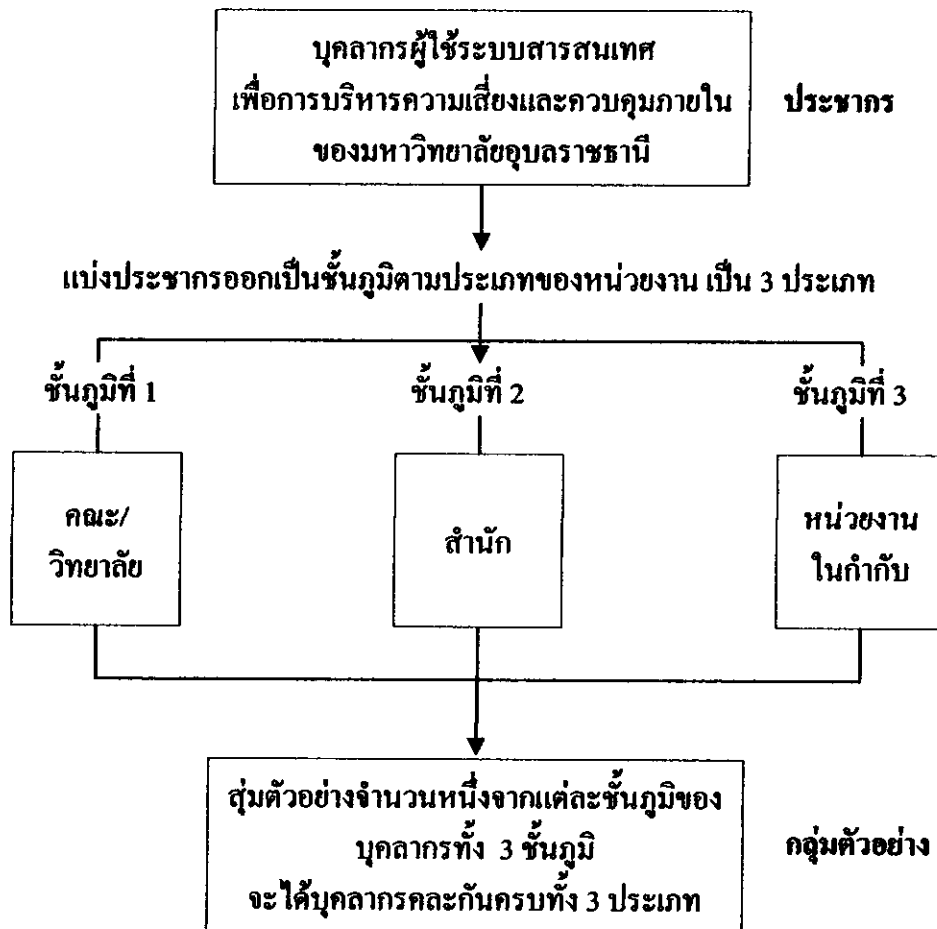 บุคลากรผู้ใช้ระบบสารสนเทศ
เพื่อการบริหารความเสี่ยงและควบคุมภายใน
ของมหาวิทยาลัยอุบลราชธานี
ประชากร
แบ่งประชากรออกเป็นชั้นภูมิตามประเภทของหน่วยงาน เป็น 3 ประเภท
ชั้นภูมิที่ 1
ชั้นภูมิที่ 2
ชั้นภูมิที่ 3
คณะ/
วิทยาลัย
สำนัก
หน่วยงาน
ในกำกับ
สุ่มตัวอย่างจำนวนหนึ่งจากแต่ละชั้นภูมิของ
บุคลากรทั้ง 3 ชั้นภูมิ
จะได้บุคลากรคละกันครบทั้ง 3 ประเภท
กลุ่มตัวอย่าง